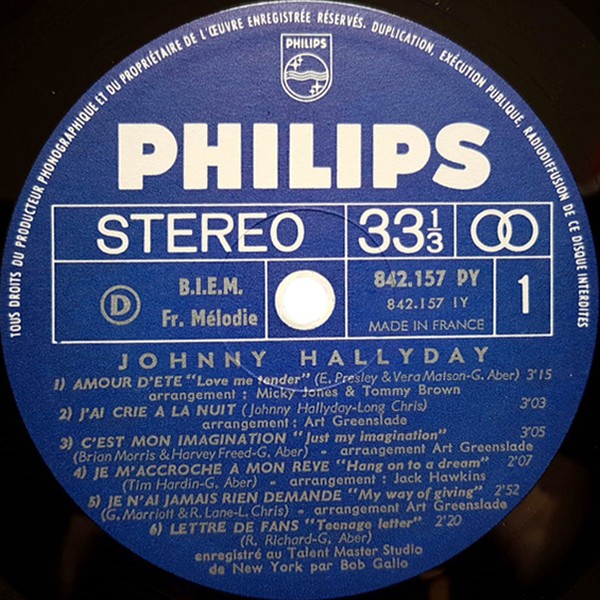 TOUS DROITS DU PRODUCTEUR PHONOGRAPHIQUE ET DU PROPRIÉTAIRE DE L'ŒUVRE ENREGISTRÉE RÉSERVÉS. DUPLICATION, EXÉCUTION PUBLIQUE, RADIODIFFUSION DE CE DISQUE INTERDITES
PHILIPS
PHILIPS
STEREO 33 1/3
D B.I.E.M. 842.157 PY 1
Fr. Mélodie 842.157 IY
MADE IN FRANCE
JOHNNY HALLYDAY
1) AMOUR D'ETE "Love me tender" (E. Presley & Vera Matson-G. Aber) 3'15
arrangement : Micky Jones & Tommy Brown
2) J'AI CRIE A LA NUIT (Johnny Hallyday-Long Chris) 3'03
arrangement : Art Greenslade
3) C'EST MON IMAGINATION "Just my imagination" 3'05
(Brian Morris & Harvey Freed-G. Aber) - arrangement Art Greenslade
4) JE M'ACCROCHE A MON REVE "Hang on to a dream" 2'07
(Tim Hardin-G. Aber) - arrangement : Jack Hawkins
5) JE N'AI JAMAIS RIEN DEMANDE "My way of giving" 2'52
(G. Marriott & R. Lane-L. Chris) - arrangement Art Greenslade
6) LETTRE DE FANS "Teenage letter" 2'20
(R. Richard-G. Aber)
enregistré au Talent Master Studio
de New York par Bob Gallo